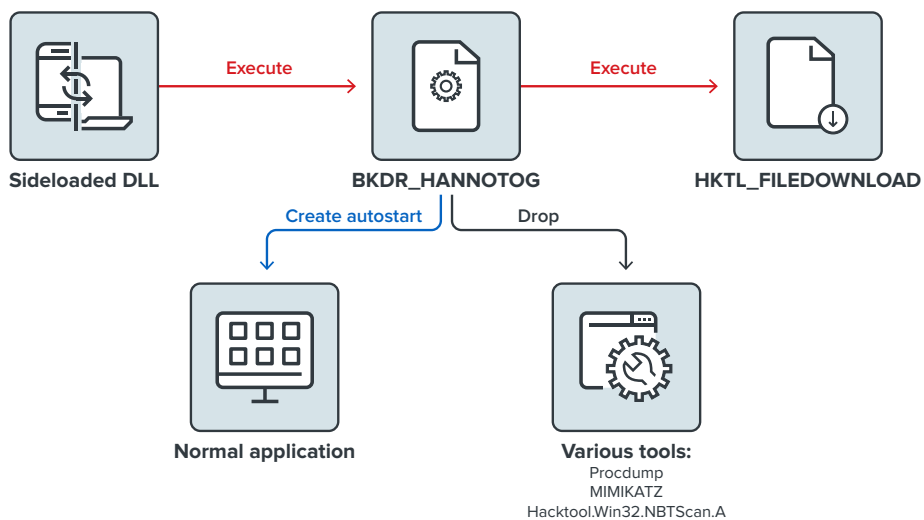 Execute
Execute
Sideloaded DLL
BKDR_HANNOTOG
HKTL_FILEDOWNLOAD
Create autostart
Drop
Normal application
Various tools:
Procdump
MIMIKATZ
Hacktool.Win32.NBTScan.A